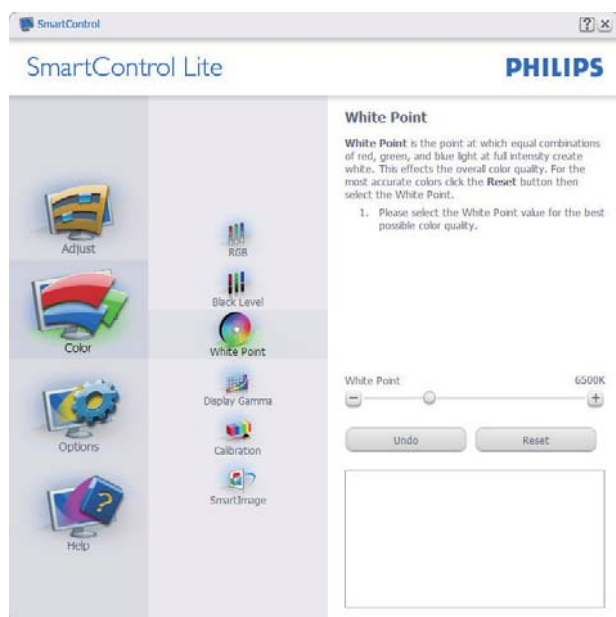 SmartControl
SmartControl Lite
PHILIPS
Adjust
Color
Options
Help
RGB
Black Level
White Point
Display Gamma
Calibration
SmartImage
White Point
White Point is the point at which equal combinations
of red, green, and blue light at full intensity create
white. This effects the overall color quality. For the
most accurate colors click the Reset button then
select the White Point.
1. Please select the White Point value for the best
possible color quality.
White Point 6500K
Undo Reset